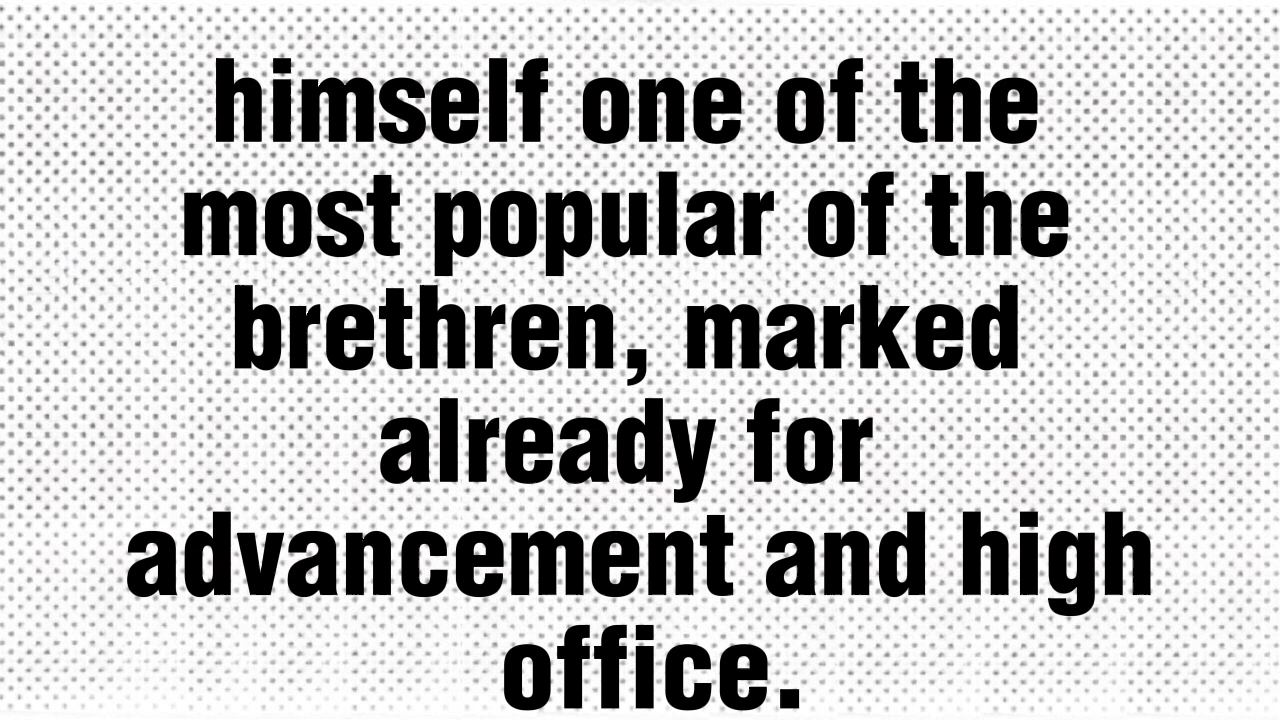 himself one of the
most popular of the
brethren, marked
already for
advancement and high
office.